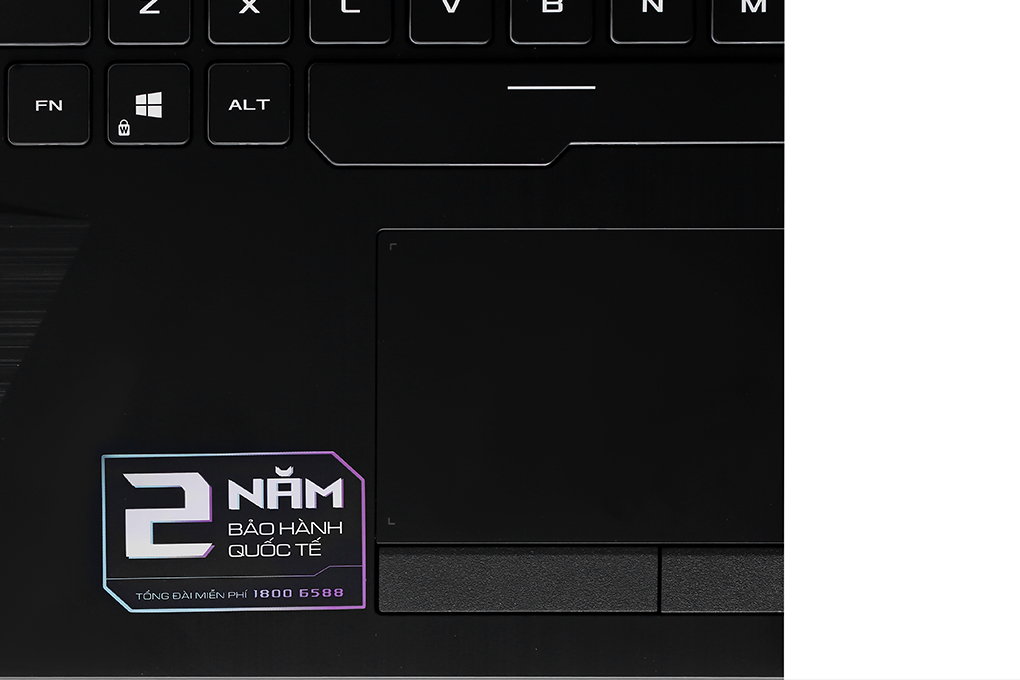 Z X C V B N M
FN W ALT
2 NĂM
BẢO HÀNH
QUỐC TẾ
TỔNG ĐÀI MIỄN PHÍ 1800 6588